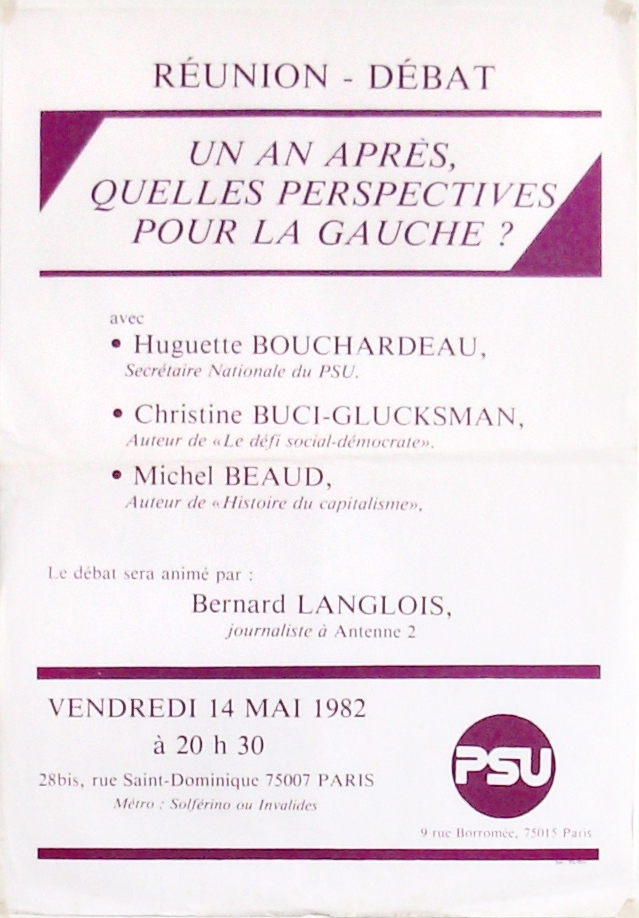 RÉUNION - DÉBAT
UN AN APRÈS,
QUELLES PERSPECTIVES
POUR LA GAUCHE ?
avec
• Huguette BOUCHARDEAU,
Secrétaire Nationale du PSU.
• Christine BUCI-GLUCKSMAN,
Auteur de «Le défi social-démocrate».
• Michel BEAUD,
Auteur de «Histoire du capitalisme»,
Le débat sera animé par :
Bernard LANGLOIS,
journaliste à Antenne 2
VENDREDI 14 MAI 1982
à 20 h 30
28bis, rue Saint-Dominique 75007 PARIS
Métro : Solférino ou Invalides
PSU
9 rue Borromée, 75015 Paris